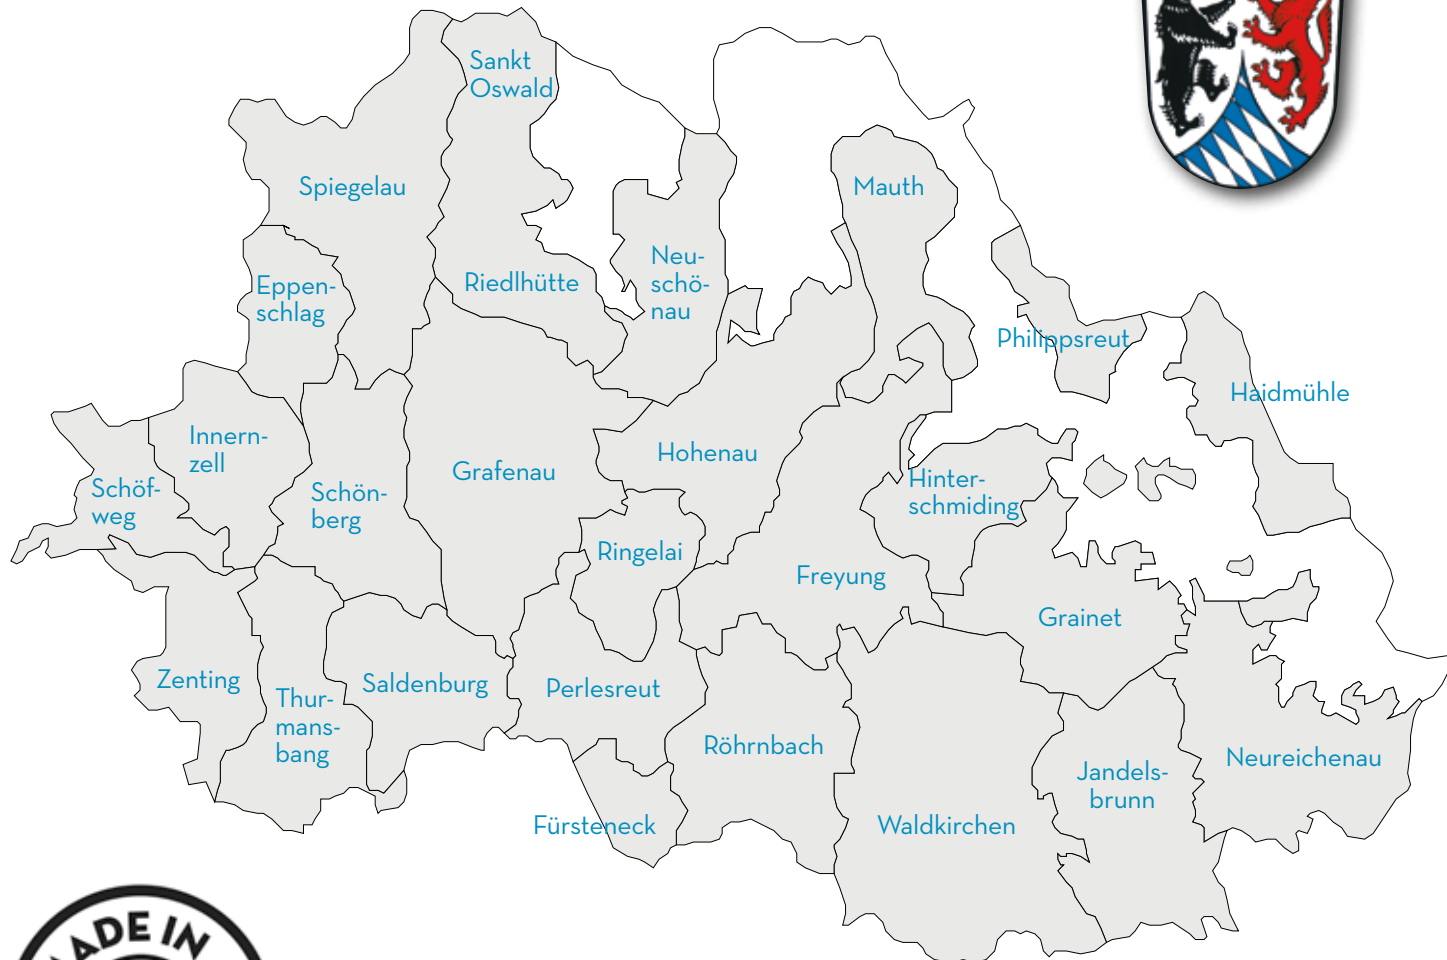 Sankt
Oswald
Spiegelau
Mauth
Neu-
schö-
nau
Riedlhütte
Eppen-
schlag
Philippsreut
Haidmühle
Innern-
zell
Hohenau
Grafenau
Schöf-
weg
Schön-
berg
Hinter-
schmiding
Ringelai
Freyung
Grainet
Zenting
Saldenburg
Perlesreut
Thur-
mans-
bang
Röhrnbach
Neureichenau
Jandels-
brunn
Fürsteneck
Waldkirchen
MADE IN